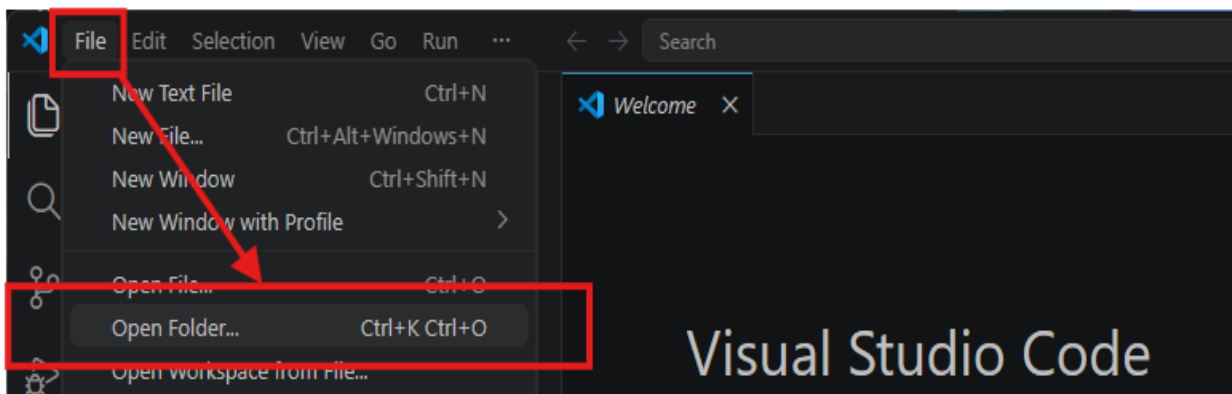 File Edit Selection View Go Run ... Search
New Text File Ctrl+N
Welcome
New File... Ctrl+Alt+Windows+N
New Window Ctrl+Shift+N
New Window with Profile
Open File... Ctrl+O
Open Folder... Ctrl+K Ctrl+O
Visual Studio Code
Open Workspace from File...